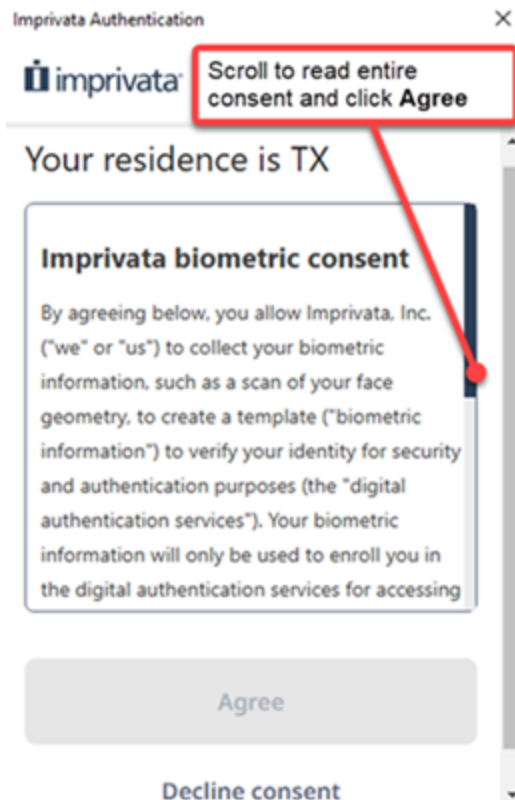 Imprivata Authentication
imprivata
Scroll to read entire
consent and click Agree
Your residence is TX
Imprivata biometric consent
By agreeing below, you allow Imprivata, Inc.
("we" or "us") to collect your biometric
information, such as a scan of your face
geometry, to create a template ("biometric
information") to verify your identity for security
and authentication purposes (the "digital
authentication services"). Your biometric
information will only be used to enroll you in
the digital authentication services for accessing
Agree
Decline consent